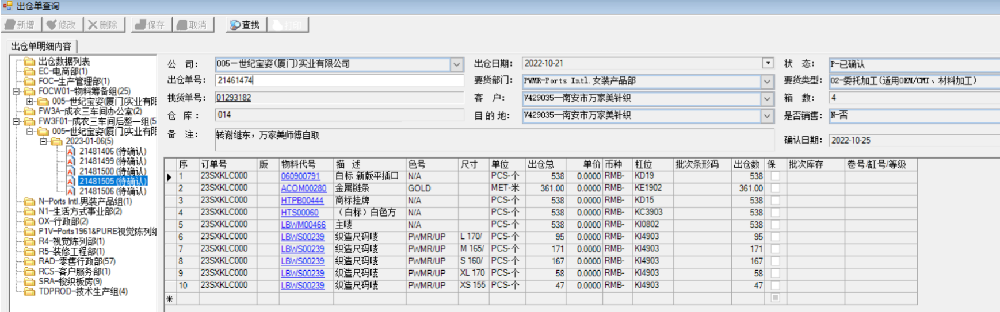 出仓单查询
新增 修改 删除 保存 取消 查找 打印
出仓单明细内容
出仓数据列表
EC-电商部(1)
FOC-生产管理部(1)
FOCW01-物料筹备组(25)
005-世纪宝姿(厦门)实业有限
FW3A-成衣三车间办公室(2)
FW3F01-成衣三车间后整一组(5
005-世纪宝姿(厦门)实业有限
2023-01-06(5)
21481406 (待确认)
21481499 (待确认)
21481500 (待确认)
21481505 (待确认)
21481506 (待确认)
N-Ports Intl.男装产品组(1)
N1-生活方式事业部(2)
OX-行政部(2)
P1V-Ports1961&PURE视觉陈列组
R4-视觉陈列部(1)
R5-装修工程部(1)
RAD-零售行政部(57)
RCS-客户服务部(1)
SRA-梭织板房(9)
TDPROD-技术生产组(4)
公 司： 005-世纪宝姿(厦门)实业有限公司 出仓日期： 2022-10-21 状 态： P-已确认
出仓单号： 21461474 要货部门： PWMR-Ports Intl.女装产品部 要货类型： 02-委托加工(适用OEM/CMT、材料加工)
挑货单号： 01293182 客 户： V429035—南安市万家美针织 箱 数： 4
仓 库： 014 目的地： V429035—南安市万家美针织 是否销售： N-否
备 注： 转谢继东，万家美师傅自取 确认日期： 2022-10-25
序 订单号 版 物料代号 描 述 色号 尺寸 单位 出仓总 单价 币种 杠位 批次条形码 出仓数 保 批次库存 卷号/缸号/等级
1 23SXKLC000 060900791 白标 新版平插口 N/A PCS-个 538 0.0000 RMB- KD19 538
2 23SXKLC000 ACOM00280 金属链条 GOLD MET-米 361.00 0.0000 RMB- KE1902 361.00
3 23SXKLC000 HTPB00444 商标挂牌 N/A PCS-个 538 0.0000 RMB- KD15 538
4 23SXKLC000 HTS00060 （白标）白色方 N/A PCS-个 538 0.0000 RMB- KC3903 538
5 23SXKLC000 LBWM00466 主唛 N/A PCS-个 538 0.0000 RMB- KI0802 538
6 23SXKLC000 LBWS00239 织造尺码唛 PWMR/UP L 170/ PCS-个 95 0.0000 RMB- KI4903 95
7 23SXKLC000 LBWS00239 织造尺码唛 PWMR/UP M 165/ PCS-个 171 0.0000 RMB- KI4903 171
8 23SXKLC000 LBWS00239 织造尺码唛 PWMR/UP S 160/ PCS-个 167 0.0000 RMB- KI4903 167
9 23SXKLC000 LBWS00239 织造尺码唛 PWMR/UP XL 170 PCS-个 58 0.0000 RMB- KI4903 58
10 23SXKLC000 LBWS00239 织造尺码唛 PWMR/UP XS 155 PCS-个 47 0.0000 RMB- KI4903 47